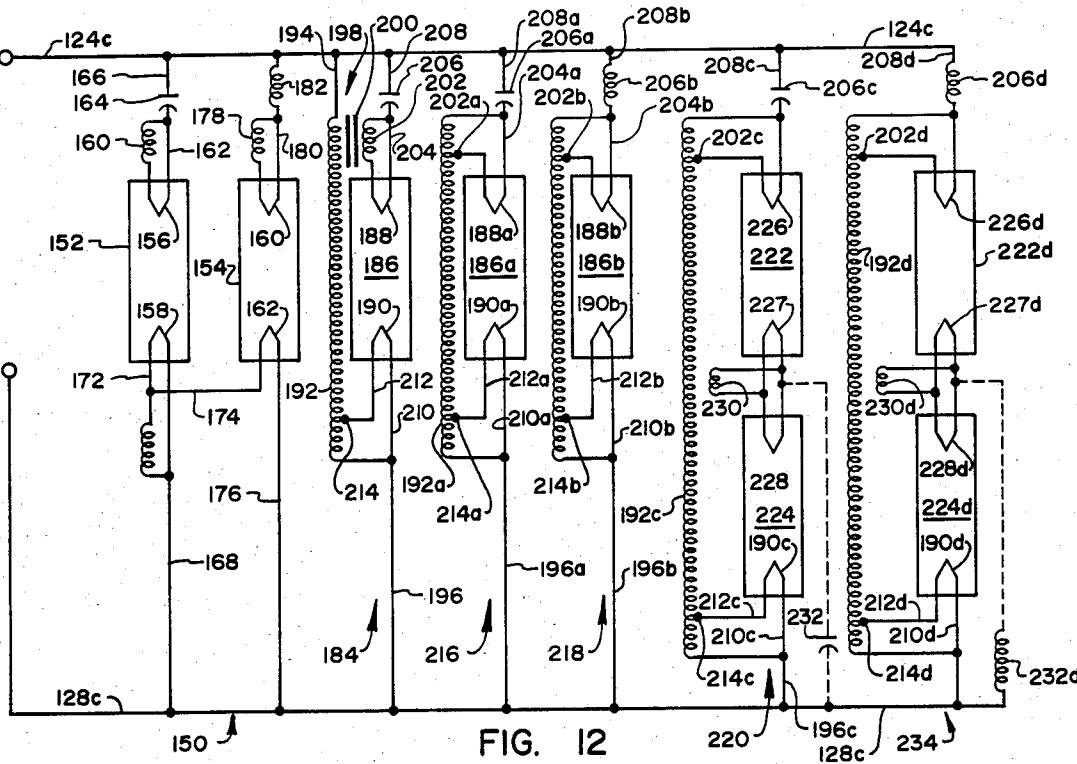 124c 194 198 200 208 208a 206a 208b 124c
166 182 206 202 206b 208c 208d 206d
164 178 202a 204a 202b 204b 206c
160 162 180 204 202c 202d
152 156 160 188 188a 188b 226 226d
154 186 186a 186b 222 192d 222d
158 162 190 190a 190b 227 227d
172 174 192 212 212a 212b 230 230d
210 210a 210b 228 228d
176 214 192a 214a 214b 192c 224 224d
168 196 196a 196b 190c 190d
184 216 218 212c 232 212d
210c 210d
214c 214d 232d
128c 150 FIG. 12 220 196c 128c 234